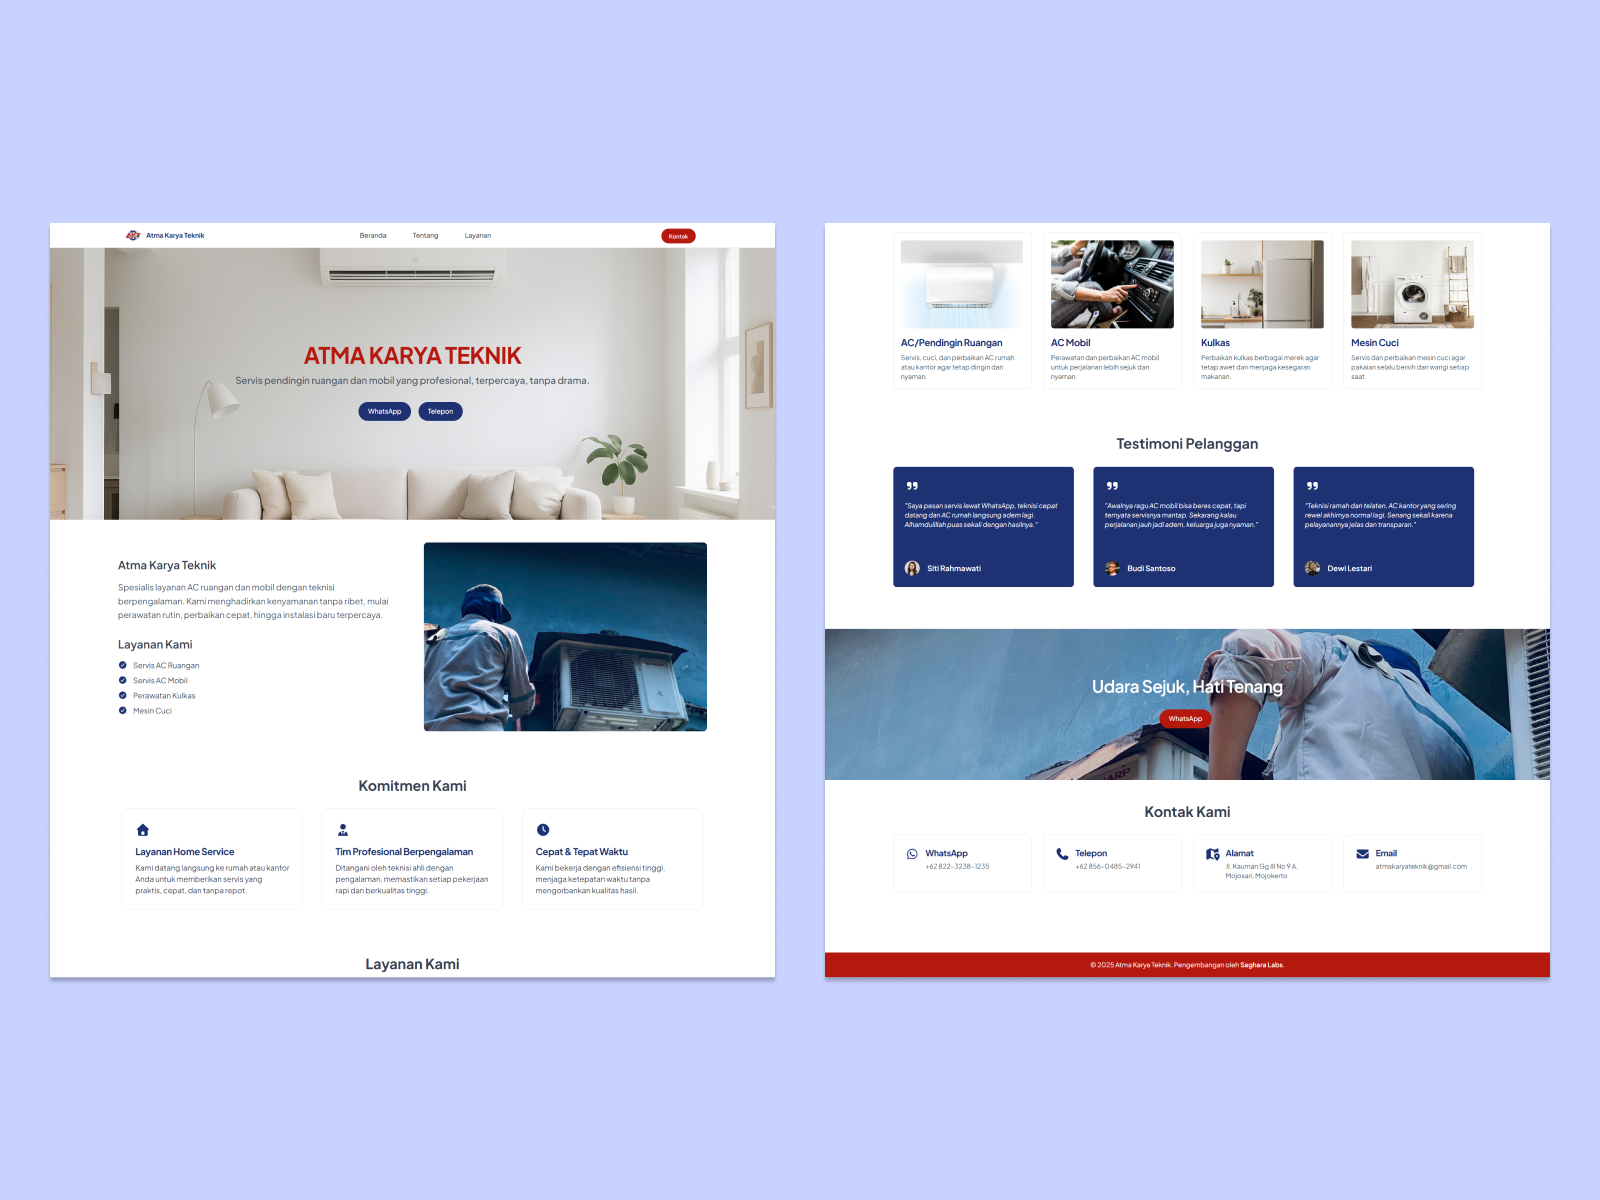 AKT
Atma Karya Teknik
Beranda
Tentang
Layanan
Kontak
ATMA KARYA TEKNIK
Servis pendingin ruangan dan mobil yang profesional, terpercaya, tanpa drama.
WhatsApp
Telepon
Atma Karya Teknik
Spesialis layanan AC ruangan dan mobil dengan teknisi
berpengalaman. Kami menghadirkan kenyamanan tanpa ribet, mulai
perawatan rutin, perbaikan cepat, hingga instalasi baru terpercaya.
Layanan Kami
Servis AC Ruangan
Servis AC Mobil
Perawatan Kulkas
Mesin Cuci
Komitmen Kami
Layanan Home Service
Kami datang langsung ke rumah atau kantor
Anda untuk memberikan servis yang
praktis, cepat, dan tanpa repot.
Tim Profesional Berpengalaman
Ditangani oleh teknisi ahli dengan
pengalaman, memastikan setiap pekerjaan
rapi dan berkualitas tinggi.
Cepat & Tepat Waktu
Kami bekerja dengan efisiensi tinggi,
menjaga ketepatan waktu tanpa
mengorbankan kualitas hasil.
Layanan Kami
AC/Pendingin Ruangan
Servis, cuci, dan perbaikan AC rumah
atau kantor agar tetap dingin dan
nyaman.
AC Mobil
Perawatan dan perbaikan AC mobil
untuk perjalanan lebih sejuk dan
nyaman.
Kulkas
Perbaikan kulkas berbagai merek agar
tetap awet dan menjaga kesegaran
makanan.
Mesin Cuci
Servis dan perbaikan mesin cuci agar
pakaian selalu bersih dan wangi setiap
saat.
Testimoni Pelanggan
"Saya pesan servis lewat WhatsApp, teknisi cepat
datang dan AC rumah langsung adem lagi.
Alhamdulillah puas sekali dengan hasilnya."
Siti Rahmawati
"Awalnya ragu AC mobil bisa beres cepat, tapi
ternyata servisnya mantap. Sekarang kalau
perjalanan jauh jadi adem, keluarga juga nyaman."
Budi Santoso
"Teknisi ramah dan telaten, AC kantor yang sering
rewel akhirnya normal lagi. Senang sekali karena
pelayanannya jelas dan transparan."
Dewi Lestari
Udara Sejuk, Hati Tenang
WhatsApp
SHARP
Kontak Kami
WhatsApp
+62 822-3238-1235
Telepon
+62 856-0485-2941
Alamat
Jl. Kauman Gg III No 9 A,
Mojosari, Mojokerto
Email
atmakaryateknik@gmail.com
© 2025 Atma Karya Teknik. Pengembangan oleh Saghara Labs.